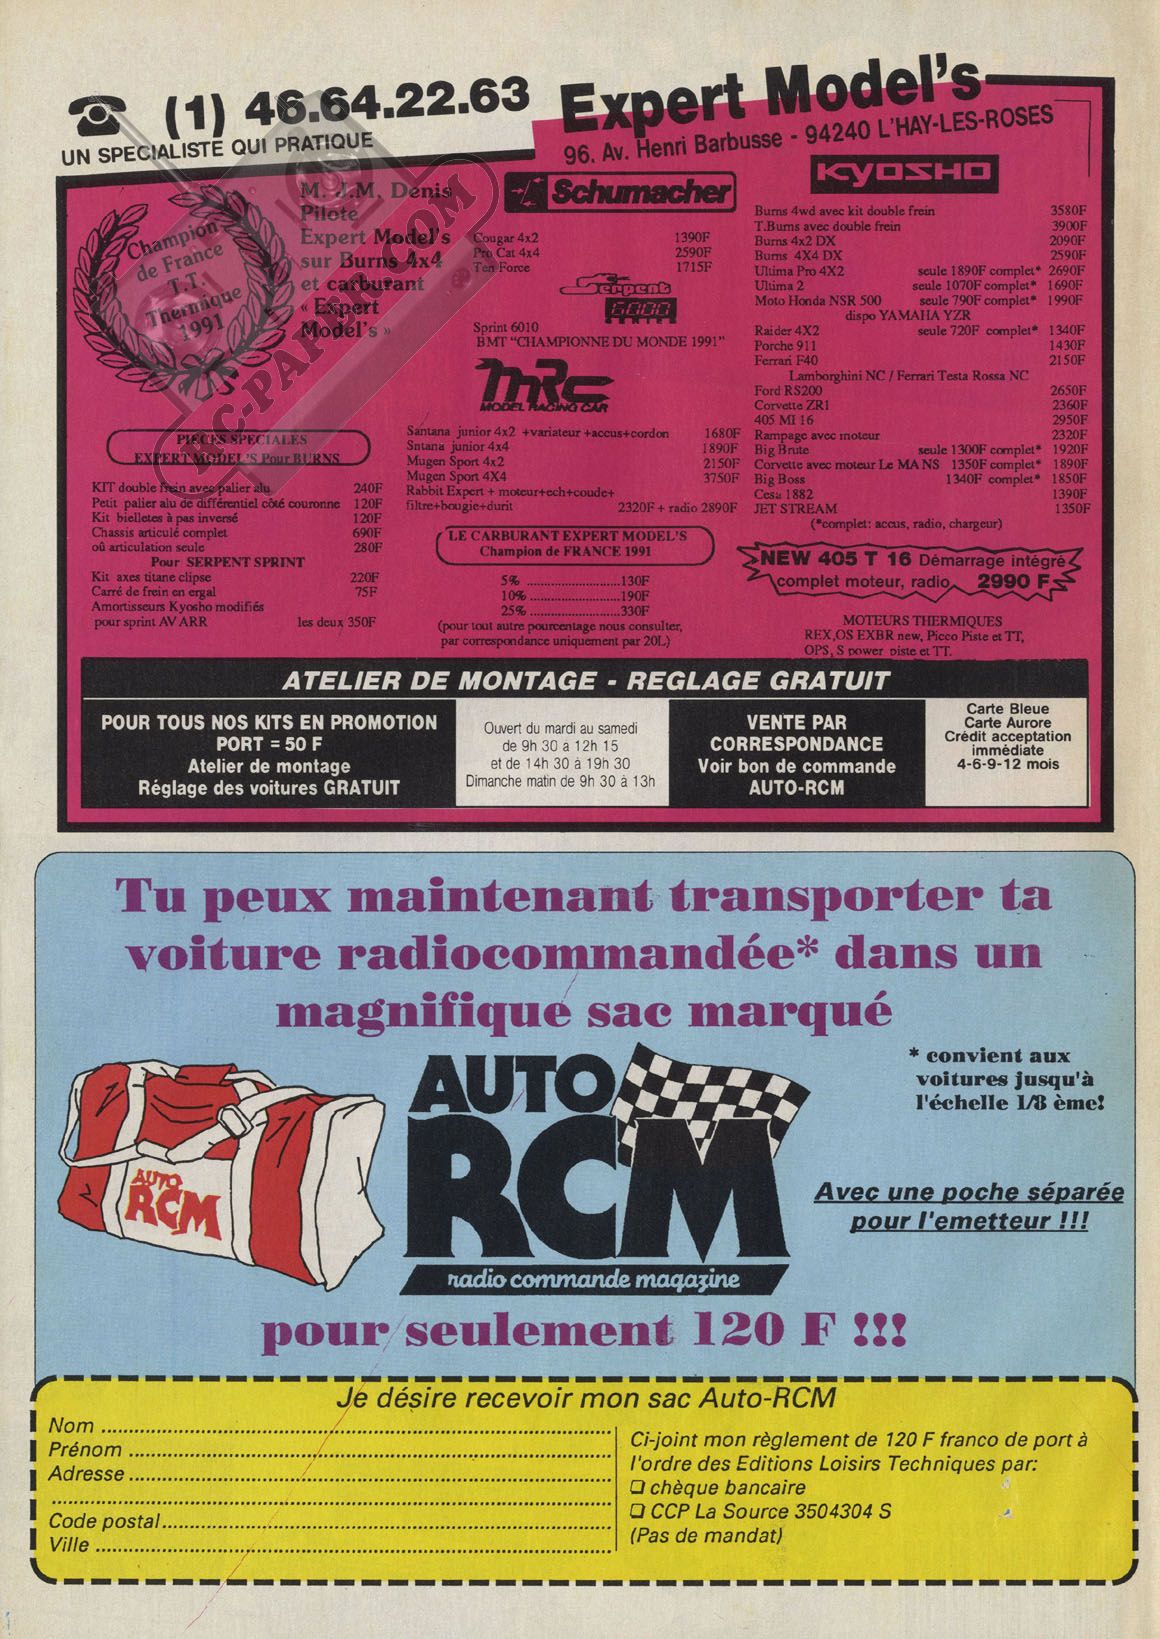 (1) 46.64.22.63
UN SPECIALISTE QUI PRATIQUE
Expert Model's
96. Av. Henri Barbusse - 94240 L'HAY-LES-ROSES
Champion
de France
T.T.
Thermique
1991
M. J.M. Denis
Pilote
Expert Model's
sur Burns 4x4
et carburant
« Expert
Model's »
RC-PAPER.COM
PIECES SPECIALES
EXPERT MODEL'S Pour BURNS
KIT double frein avec palier alu 240F
Petit palier alu de différentiel côté couronne 120F
Kit bielletes à pas inversé 120F
Chassis articulé complet 690F
oû articulation seule 280F
Pour SERPENT SPRINT
Kit axes titane clipse 220F
Carré de frein en ergal 75F
Amortisseurs Kyosho modifiés
pour sprint AV ARR les deux 350F
Schumacher
Cougar 4x2 1390F
Pro Cat 4x4 2590F
Ten Force 1715F
Serpent
SERIES
Sprint 6010
BMT "CHAMPIONNE DU MONDE 1991"
MRC
MODEL RACING CAR
Santana junior 4x2 +variateur +accus+cordon 1680F
Sntana junior 4x4 1890F
Mugen Sport 4x2 2150F
Mugen Sport 4X4 3750F
Rabbit Expert + moteur+ech+coude+
filtre+bougie+durit 2320F + radio 2890F
LE CARBURANT EXPERT MODEL'S
Champion de FRANCE 1991
5% ..........................130F
10% .........................190F
25% .........................330F
(pour tout autre pourcentage nous consulter,
par correspondance uniquement par 20L)
KYOSHO
Burns 4wd avec kit double frein 3580F
T.Burns avec double frein 3900F
Burns 4x2 DX 2090F
Burns 4X4 DX 2590F
Ultima Pro 4X2 seule 1890F complet* 2690F
Ultima 2 seule 1070F complet* 1690F
Moto Honda NSR 500 seule 790F complet* 1990F
dispo YAMAHA YZR
Raider 4X2 seule 720F complet* 1340F
Porche 911 1430F
Ferrari F40 2150F
Lamborghini NC / Ferrari Testa Rossa NC
Ford RS200 2650F
Corvette ZR1 2360F
405 MI 16 2950F
Rampage avec moteur 2320F
Big Brute seule 1300F complet* 1920F
Corvette avec moteur Le MANS 1350F complet* 1890F
Big Boss 1340F complet* 1850F
Cesa 1882 1390F
JET STREAM 1350F
(*complet: accus, radio, chargeur)
NEW 405 T 16 Démarrage intégré
complet moteur, radio 2990 F
MOTEURS THERMIQUES
REX,OS EXBR new, Picco Piste et TT,
OPS, S power piste et TT.
ATELIER DE MONTAGE - REGLAGE GRATUIT
POUR TOUS NOS KITS EN PROMOTION
PORT = 50 F
Atelier de montage
Réglage des voitures GRATUIT
Ouvert du mardi au samedi
de 9h 30 à 12h 15
et de 14h 30 à 19h 30
Dimanche matin de 9h 30 à 13h
VENTE PAR
CORRESPONDANCE
Voir bon de commande
AUTO-RCM
Carte Bleue
Carte Aurore
Crédit acceptation
immédiate
4-6-9-12 mois
Tu peux maintenant transporter ta
voiture radiocommandée* dans un
magnifique sac marqué
AUTO
RCM
AUTO
RCM
radio commande magazine
* convient aux
voitures jusqu'à
l'échelle 1/8 ème!
Avec une poche séparée
pour l'emetteur !!!
pour seulement 120 F !!!
Je désire recevoir mon sac Auto-RCM
Nom
Prénom
Adresse
Code postal
Ville
Ci-joint mon règlement de 120 F franco de port à
l'ordre des Editions Loisirs Techniques par:
❑ chèque bancaire
❑ CCP La Source 3504304 S
(Pas de mandat)